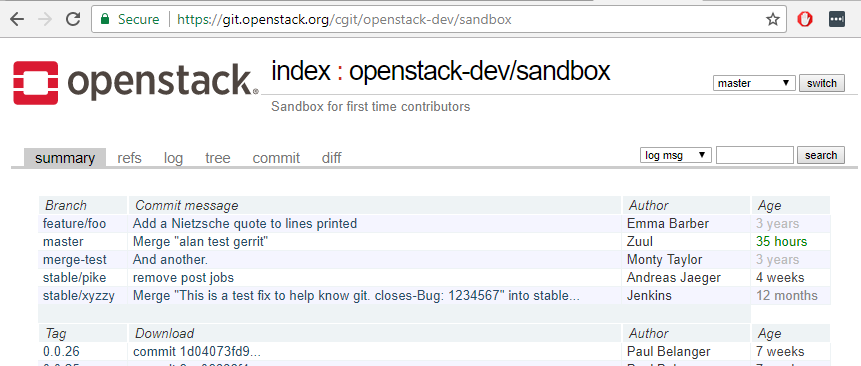 Secure https://git.openstack.org/cgit/openstack-dev/sandbox
openstack.
index : openstack-dev/sandbox
master switch
Sandbox for first time contributors
summary refs log tree commit diff log msg search
Branch Commit message Author Age
feature/foo Add a Nietzsche quote to lines printed Emma Barber 3 years
master Merge "alan test gerrit" Zuul 35 hours
merge-test And another. Monty Taylor 3 years
stable/pike remove post jobs Andreas Jaeger 4 weeks
stable/xyzzy Merge "This is a test fix to help know git. closes-Bug: 1234567" into stable... Jenkins 12 months
Tag Download Author Age
0.0.26 commit 1d04073fd9... Paul Belanger 7 weeks